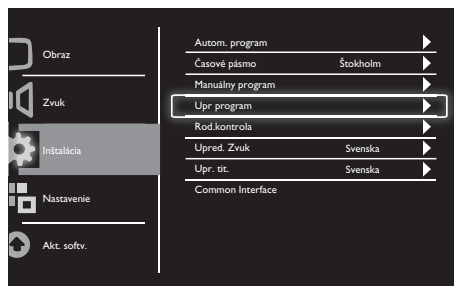 Obraz
Zvuk
Inštalácia
Nastavenie
Akt. softv.
Autom. program
Časové pásmo Štokholm
Manuálny program
Upr program
Rod.kontrola
Upred. Zvuk Svenska
Upr. tit. Svenska
Common Interface